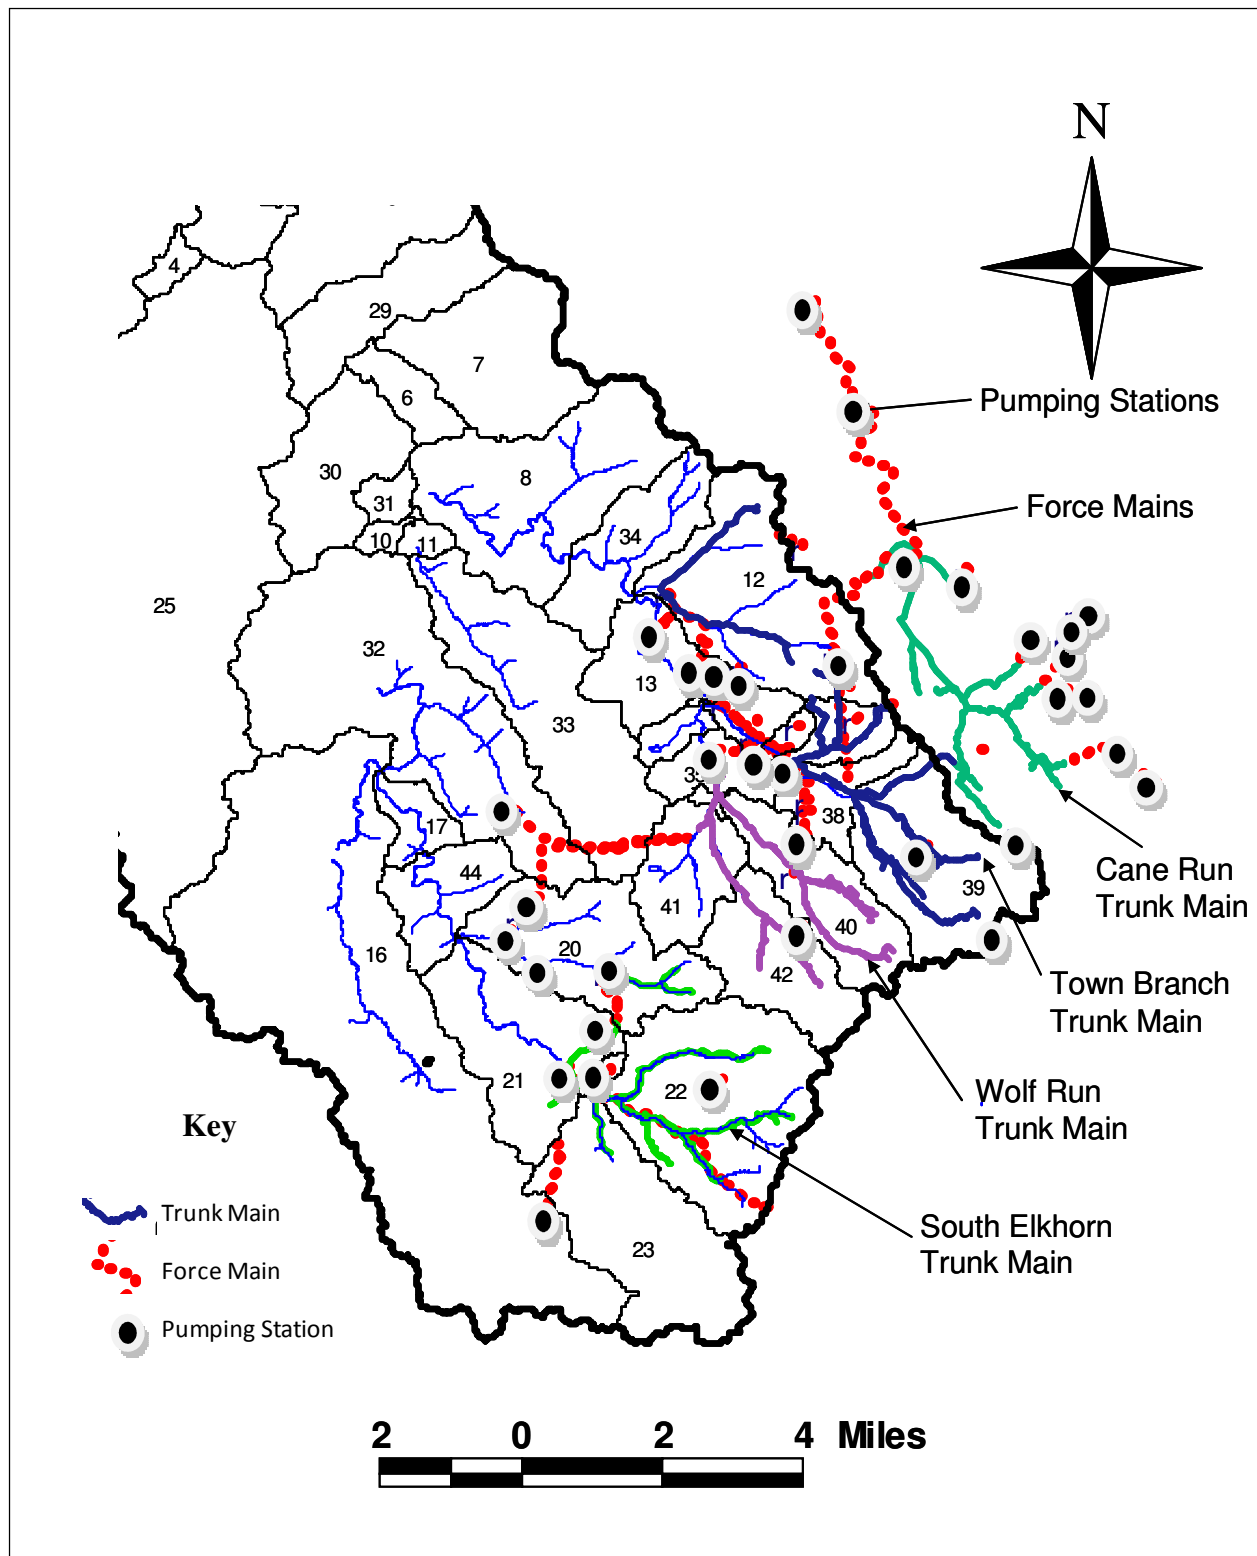 N
4
29
7
Pumping Stations
6
30
8
31
Force Mains
34
10
11
12
25
32
13
33
38
17
Cane Run
Trunk Main
44
39
41
40
20
16
42
Town Branch
Trunk Main
21
22
Wolf Run
Trunk Main
Key
Trunk Main
South Elkhorn
Trunk Main
23
Force Main
Pumping Station
2 0 2 4 Miles